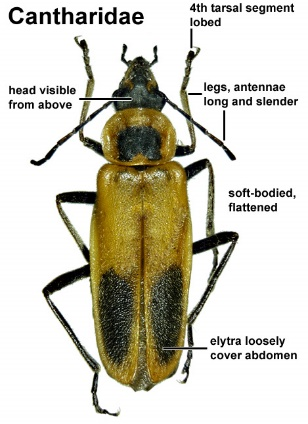 Cantharidae
4th tarsal segment
lobed
head visible
from above
legs, antennae
long and slender
soft-bodied,
flattened
elytra loosely
cover abdomen